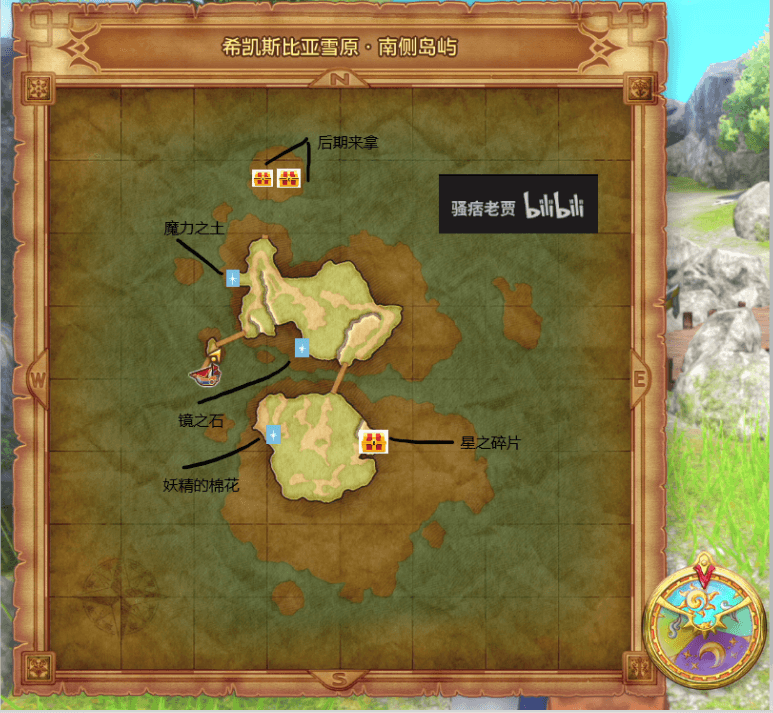 希凯斯比亚雪原·南侧岛屿
N
后期来拿
骚痞老贾 bilibili
魔力之土
W
E
镜之石
星之碎片
妖精的棉花
S